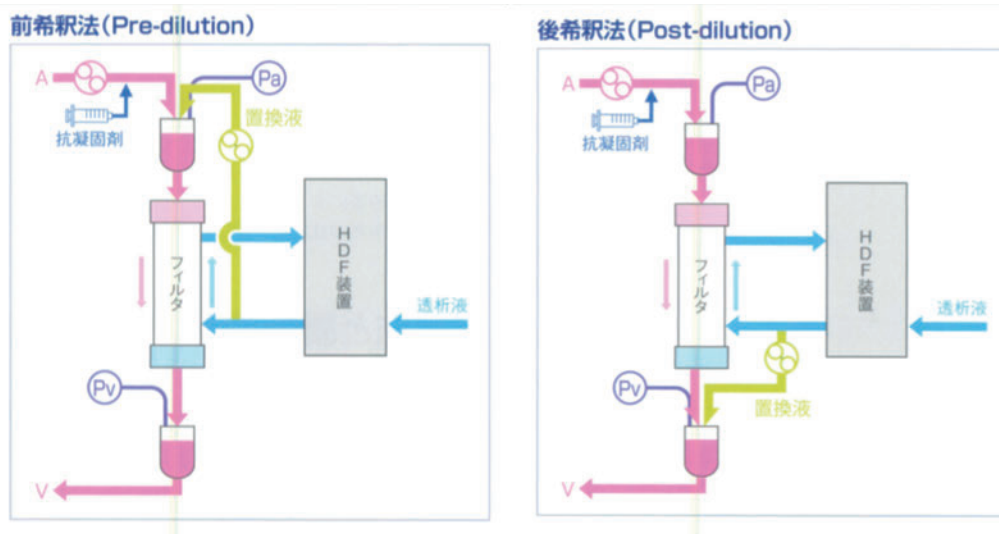 前希釈法(Pre-dilution)
A
Pa
置換液
抗凝固剤
HDF装置
フィルタ
透析液
Pv
V
後希釈法(Post-dilution)
A
Pa
抗凝固剤
HDF装置
フィルタ
透析液
Pv
置換液
V